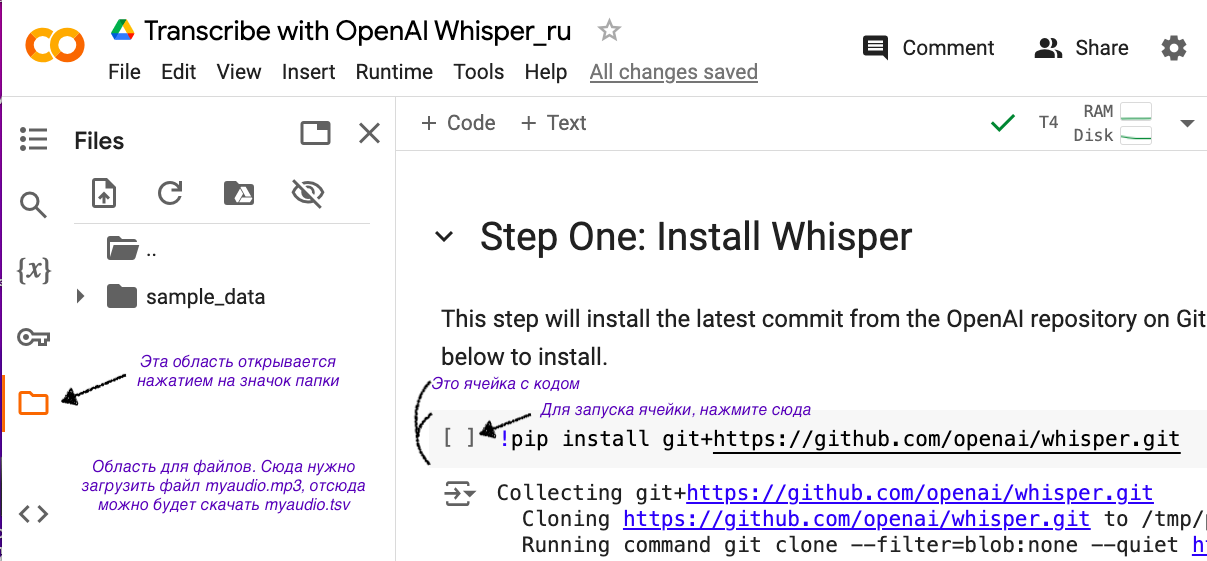 Transcribe with OpenAI Whisper_ru
File Edit View Insert Runtime Tools Help All changes saved
Comment Share
Files
+ Code + Text
T4
RAM
Disk
{x}
..
sample_data
Эта область открывается
нажатием на значок папки
Область для файлов. Сюда нужно
загрузить файл myaudio.mp3, отсюда
можно будет скачать myaudio.tsv
Step One: Install Whisper
This step will install the latest commit from the OpenAI repository on Git
below to install.
Это ячейка с кодом
Для запуска ячейки, нажмите сюда
[ ] !pip install git+https://github.com/openai/whisper.git
Collecting git+https://github.com/openai/whisper.git
Cloning https://github.com/openai/whisper.git to /tmp/
Running command git clone --filter=blob:none --quiet